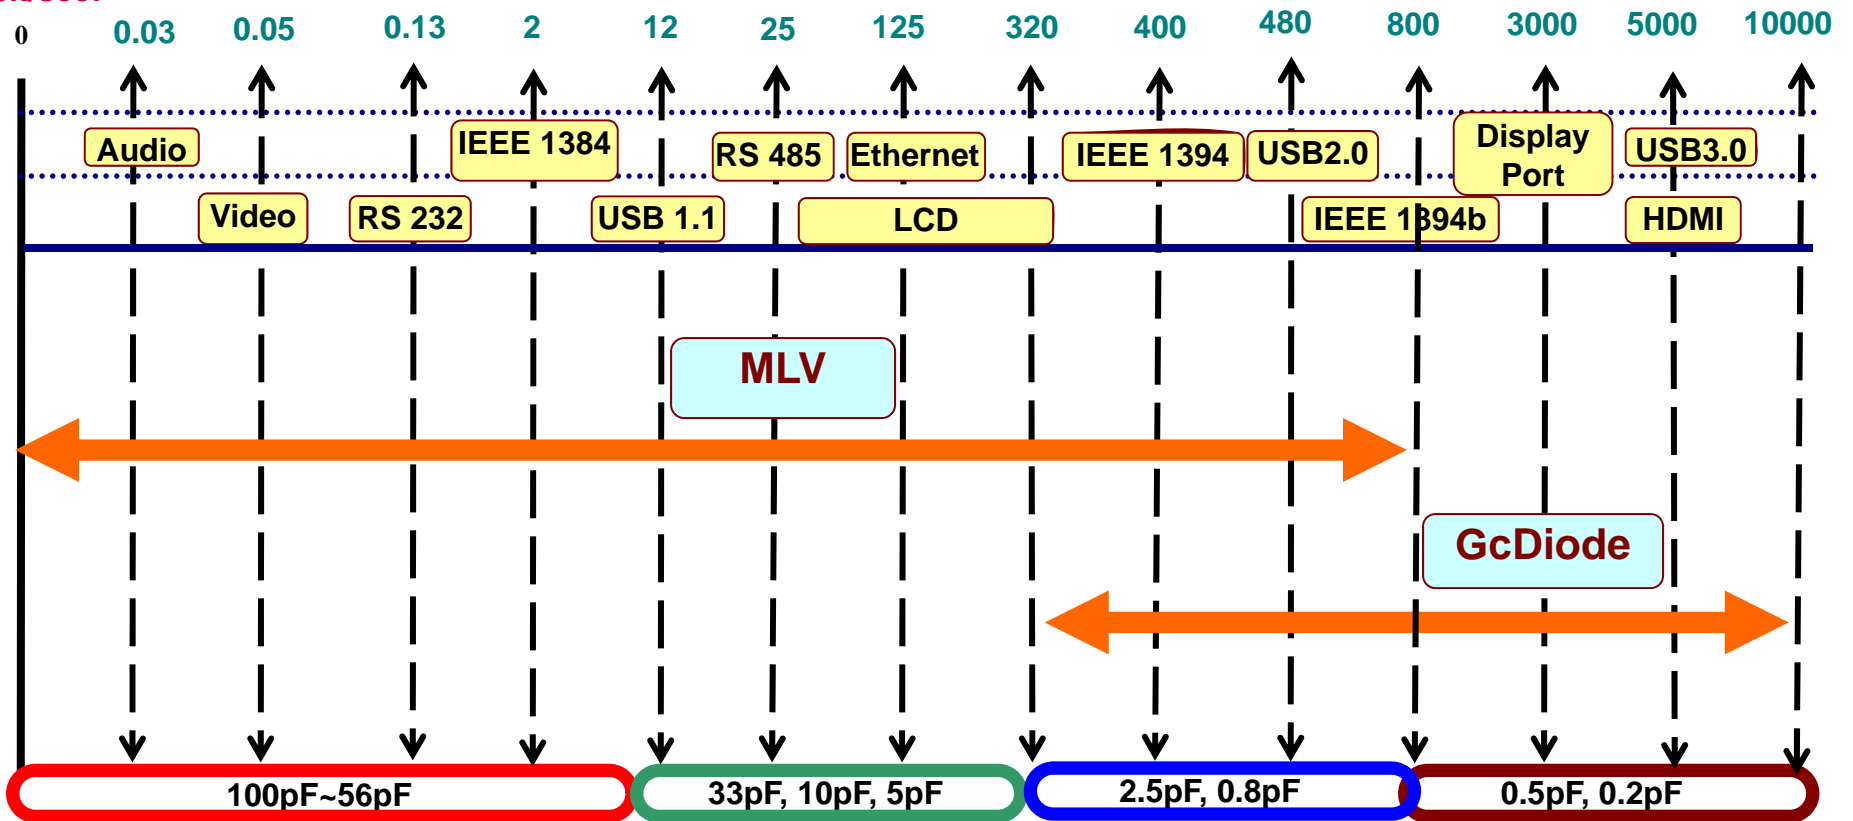 0 0.03 0.05 0.13 2 12 25 125 320 400 480 800 3000 5000 10000
Audio
IEEE 1384
RS 485
Ethernet
IEEE 1394
USB2.0
Display
Port
USB3.0
Video
RS 232
USB 1.1
LCD
IEEE 1394b
HDMI
MLV
GcDiode
100pF~56pF
33pF, 10pF, 5pF
2.5pF, 0.8pF
0.5pF, 0.2pF